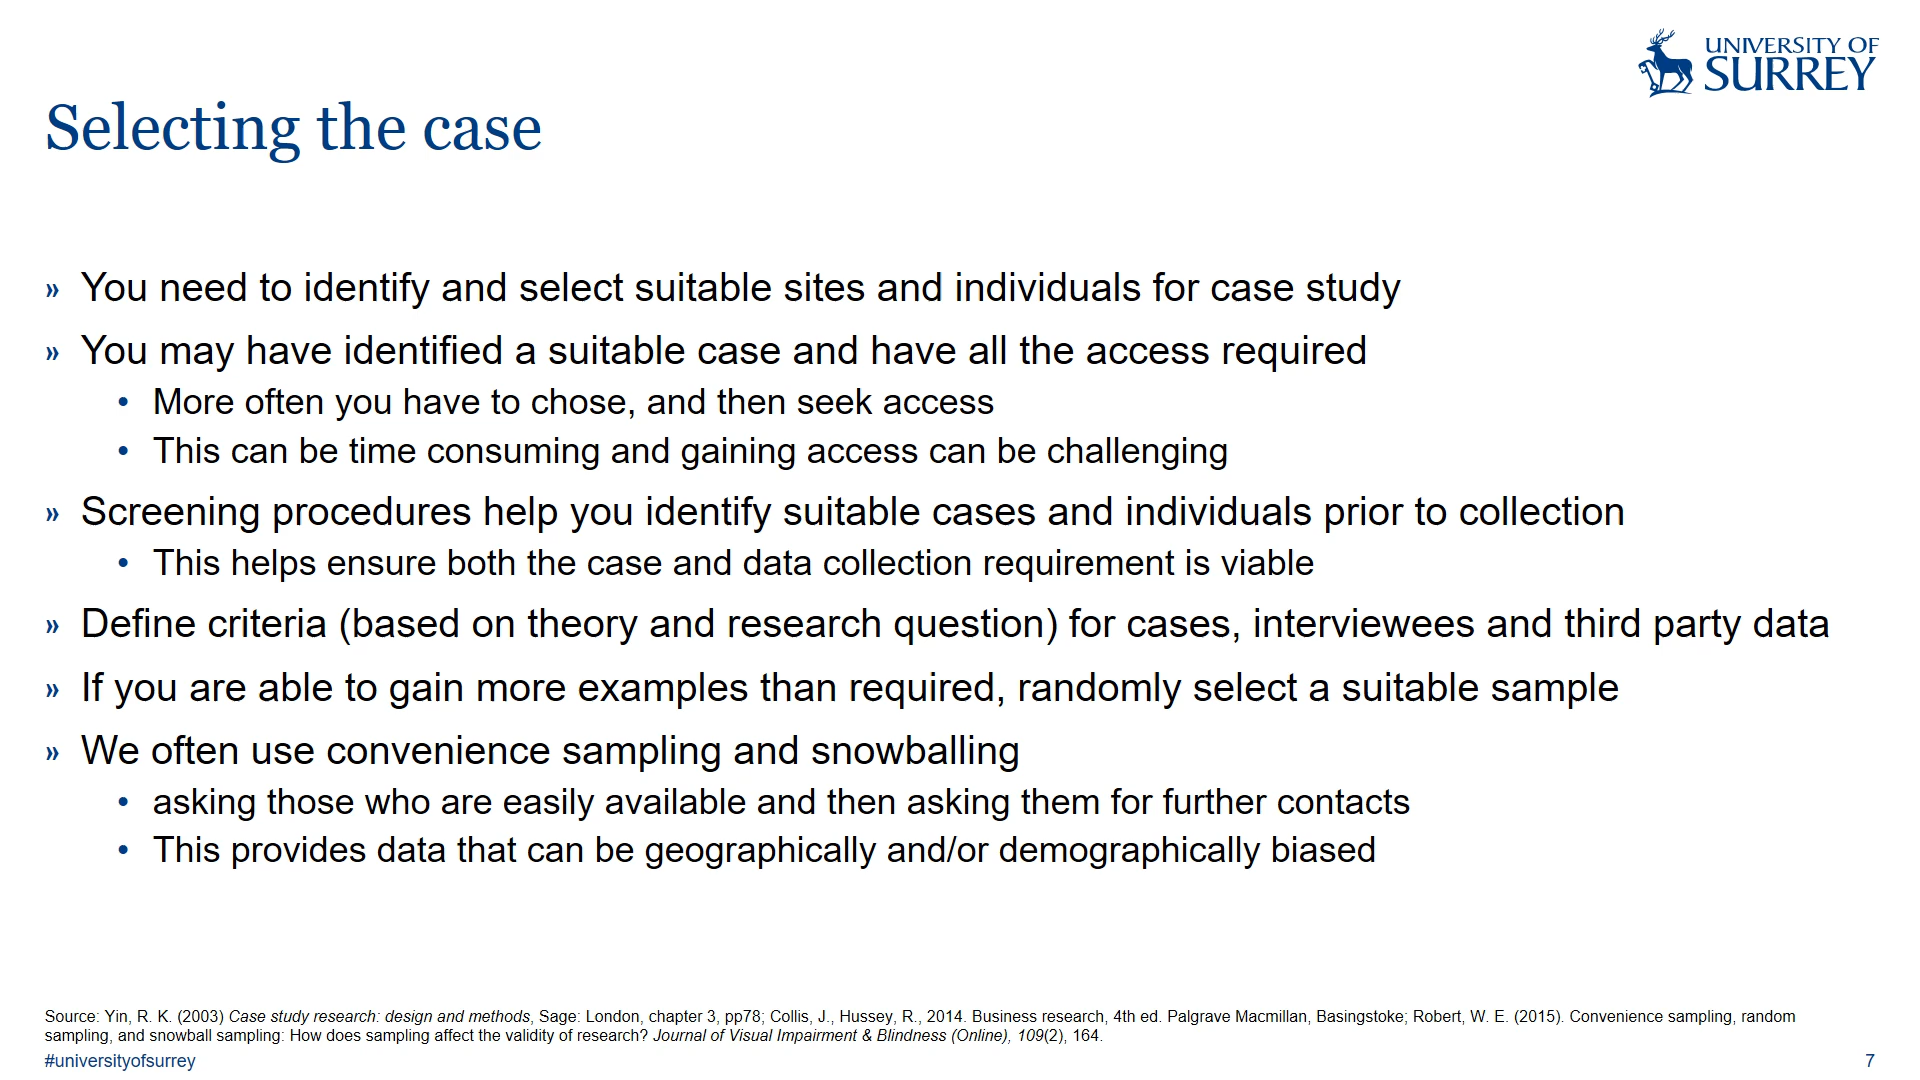 UNIVERSITY OF
SURREY
Selecting the case
» You need to identify and select suitable sites and individuals for case study
» You may have identified a suitable case and have all the access required
• More often you have to chose, and then seek access
• This can be time consuming and gaining access can be challenging
» Screening procedures help you identify suitable cases and individuals prior to collection
• This helps ensure both the case and data collection requirement is viable
» Define criteria (based on theory and research question) for cases, interviewees and third party data
» If you are able to gain more examples than required, randomly select a suitable sample
» We often use convenience sampling and snowballing
• asking those who are easily available and then asking them for further contacts
• This provides data that can be geographically and/or demographically biased
Source: Yin, R. K. (2003) Case study research: design and methods, Sage: London, chapter 3, pp78; Collis, J., Hussey, R., 2014. Business research, 4th ed. Palgrave Macmillan, Basingstoke; Robert, W. E. (2015). Convenience sampling, random
sampling, and snowball sampling: How does sampling affect the validity of research? Journal of Visual Impairment & Blindness (Online), 109(2), 164.
#universityofsurrey
7